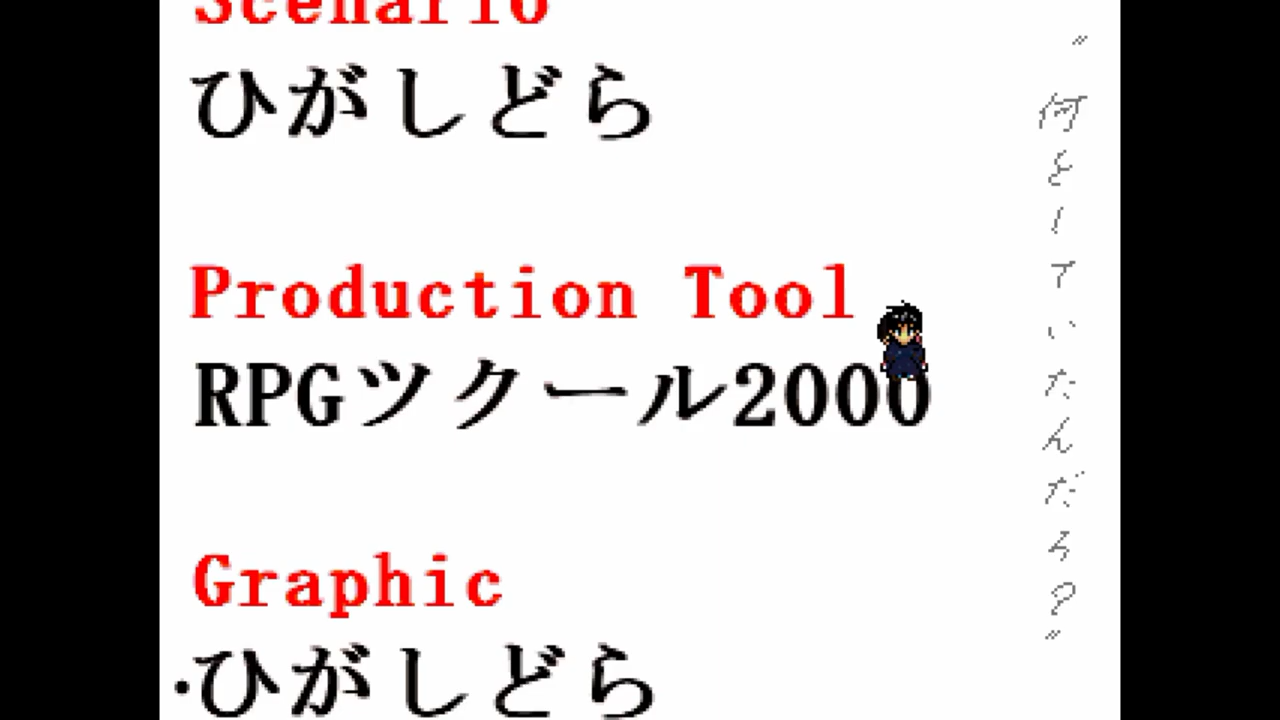 Scenario
ひがしどら
Production Tool
RPGツクール2000
Graphic
・ひがしどら
〝何をしていたんだろ?〟